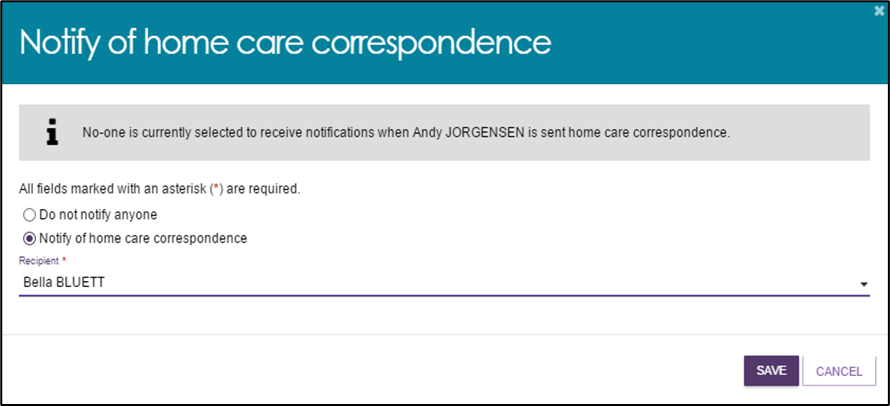 Notify of home care correspondence
No-one is currently selected to receive notifications when Andy JORGENSEN is sent home care correspondence.
All fields marked with an asterisk (*) are required.
Do not notify anyone
Notify of home care correspondence
Recipient *
Bella BLUETT
SAVE CANCEL